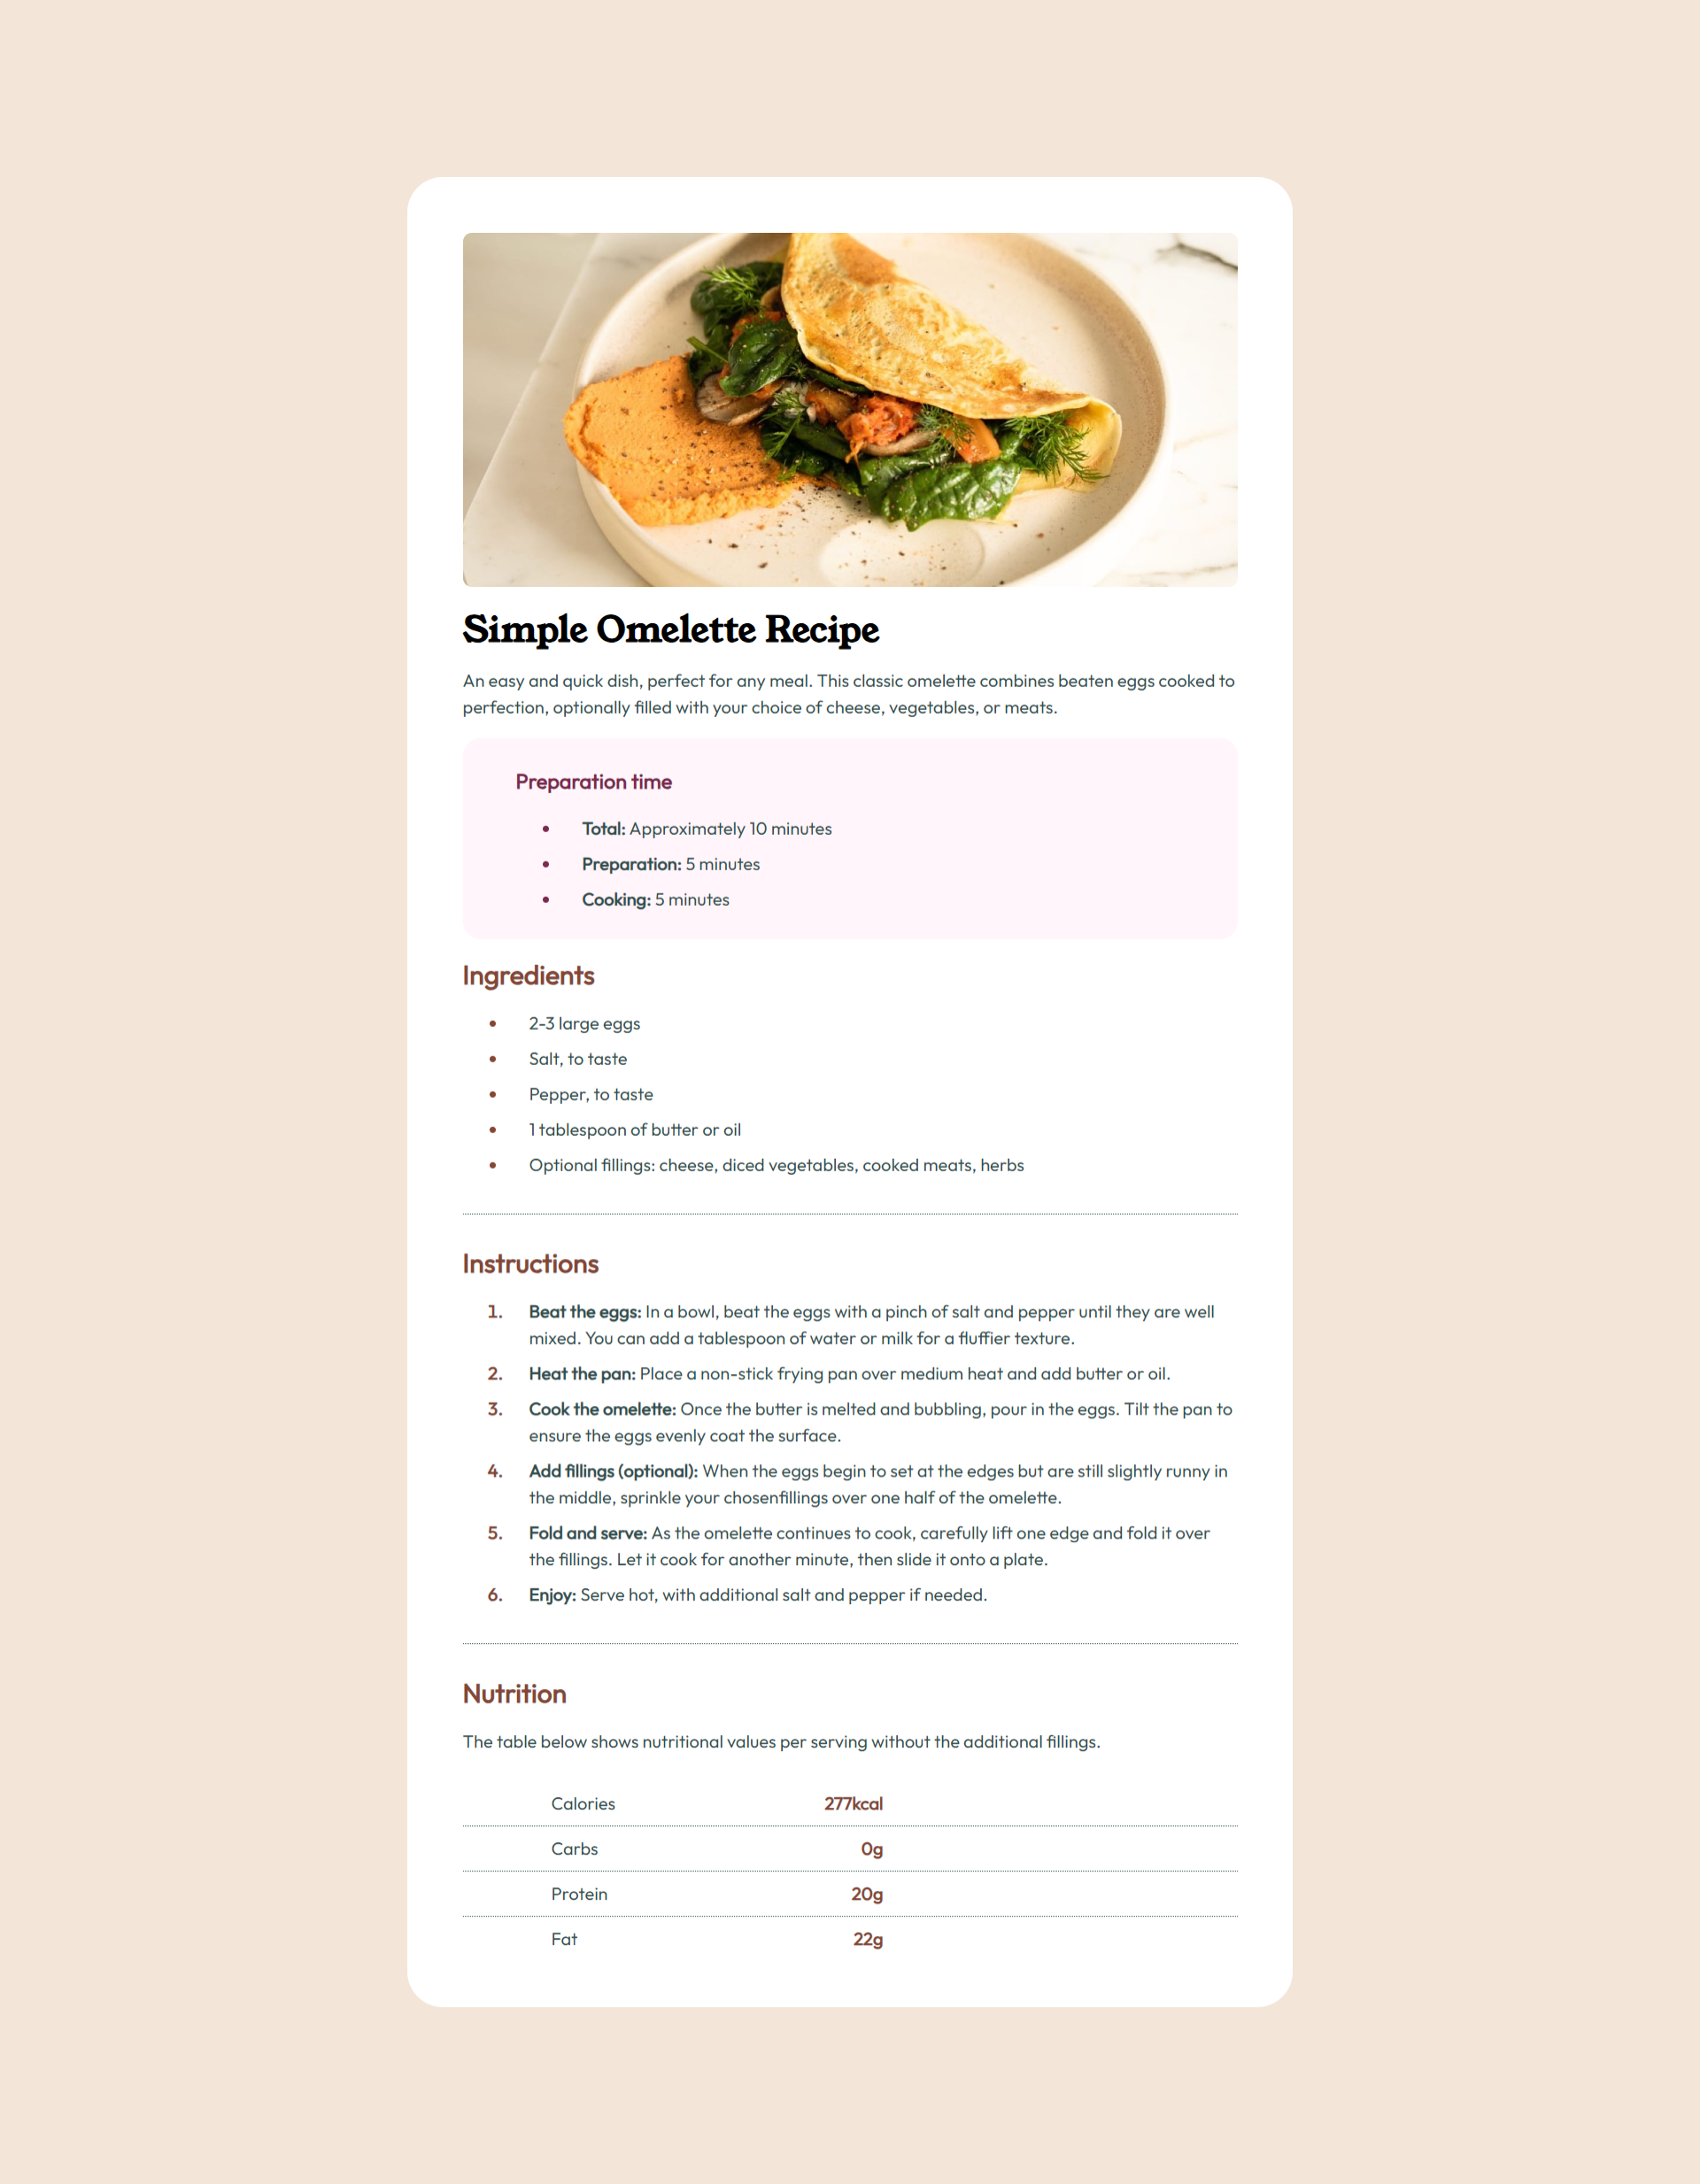 Simple Omelette Recipe
An easy and quick dish, perfect for any meal. This classic omelette combines beaten eggs cooked to
perfection, optionally filled with your choice of cheese, vegetables, or meats.
Preparation time
• Total: Approximately 10 minutes
• Preparation: 5 minutes
• Cooking: 5 minutes
Ingredients
• 2-3 large eggs
• Salt, to taste
• Pepper, to taste
• 1 tablespoon of butter or oil
• Optional fillings: cheese, diced vegetables, cooked meats, herbs
Instructions
1. Beat the eggs: In a bowl, beat the eggs with a pinch of salt and pepper until they are well
mixed. You can add a tablespoon of water or milk for a fluffier texture.
2. Heat the pan: Place a non-stick frying pan over medium heat and add butter or oil.
3. Cook the omelette: Once the butter is melted and bubbling, pour in the eggs. Tilt the pan to
ensure the eggs evenly coat the surface.
4. Add fillings (optional): When the eggs begin to set at the edges but are still slightly runny in
the middle, sprinkle your chosenfillings over one half of the omelette.
5. Fold and serve: As the omelette continues to cook, carefully lift one edge and fold it over
the fillings. Let it cook for another minute, then slide it onto a plate.
6. Enjoy: Serve hot, with additional salt and pepper if needed.
Nutrition
The table below shows nutritional values per serving without the additional fillings.
Calories 277kcal
Carbs 0g
Protein 20g
Fat 22g